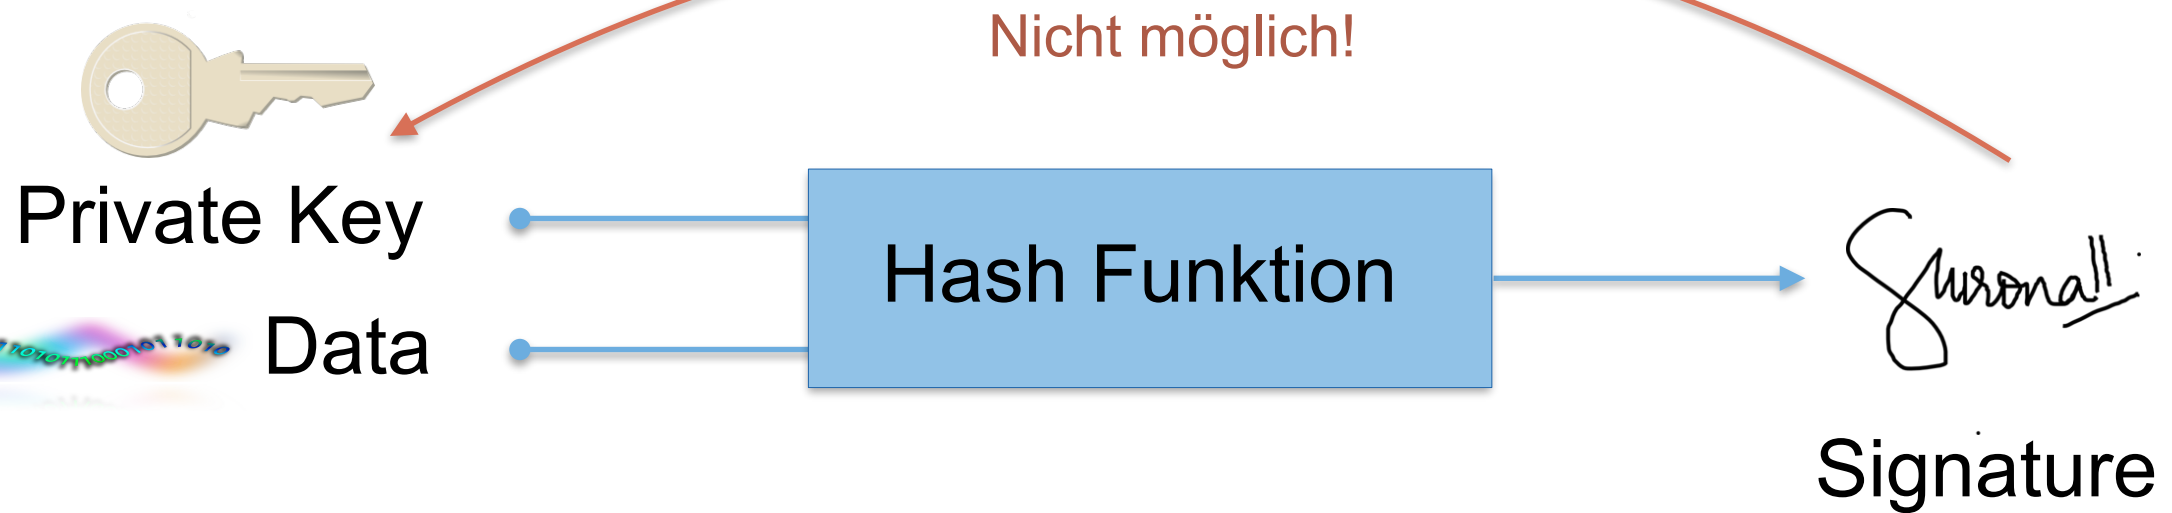 Nicht möglich!
Private Key
Hash Funktion
Data
Signature